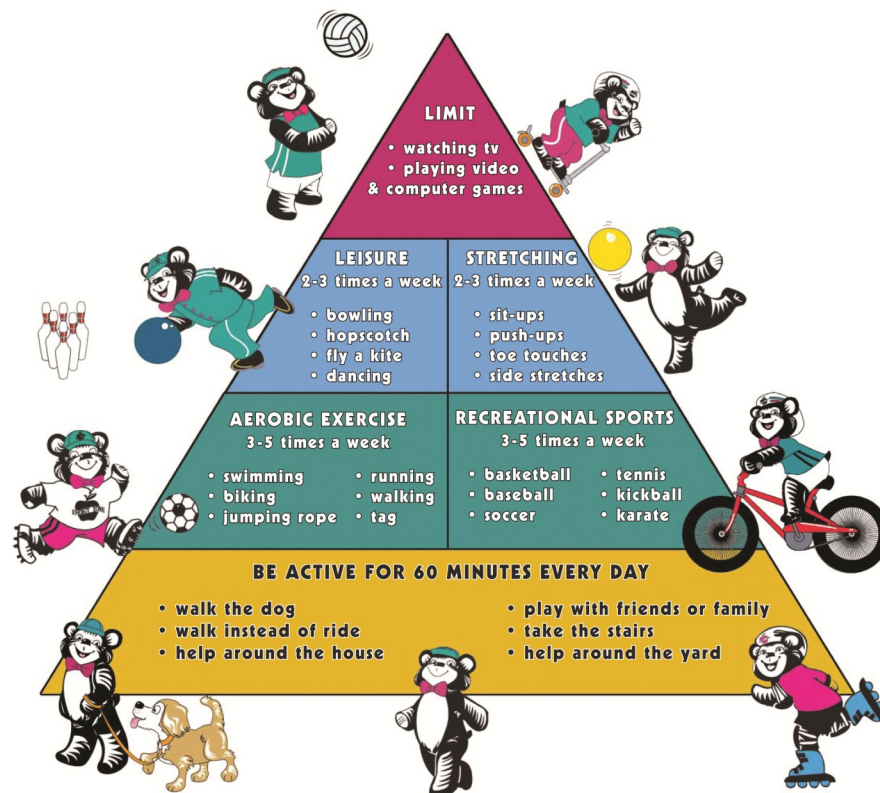 LIMIT
• watching tv
• playing video
& computer games
LEISURE
2-3 times a week
• bowling
• hopscotch
• fly a kite
• dancing
STRETCHING
2-3 times a week
• sit-ups
• push-ups
• toe touches
• side stretches
AEROBIC EXERCISE
3-5 times a week
• swimming
• biking
• jumping rope
• running
• walking
• tag
RECREATIONAL SPORTS
3-5 times a week
• basketball
• baseball
• soccer
• tennis
• kickball
• karate
BE ACTIVE FOR 60 MINUTES EVERY DAY
• walk the dog
• walk instead of ride
• help around the house
• play with friends or family
• take the stairs
• help around the yard